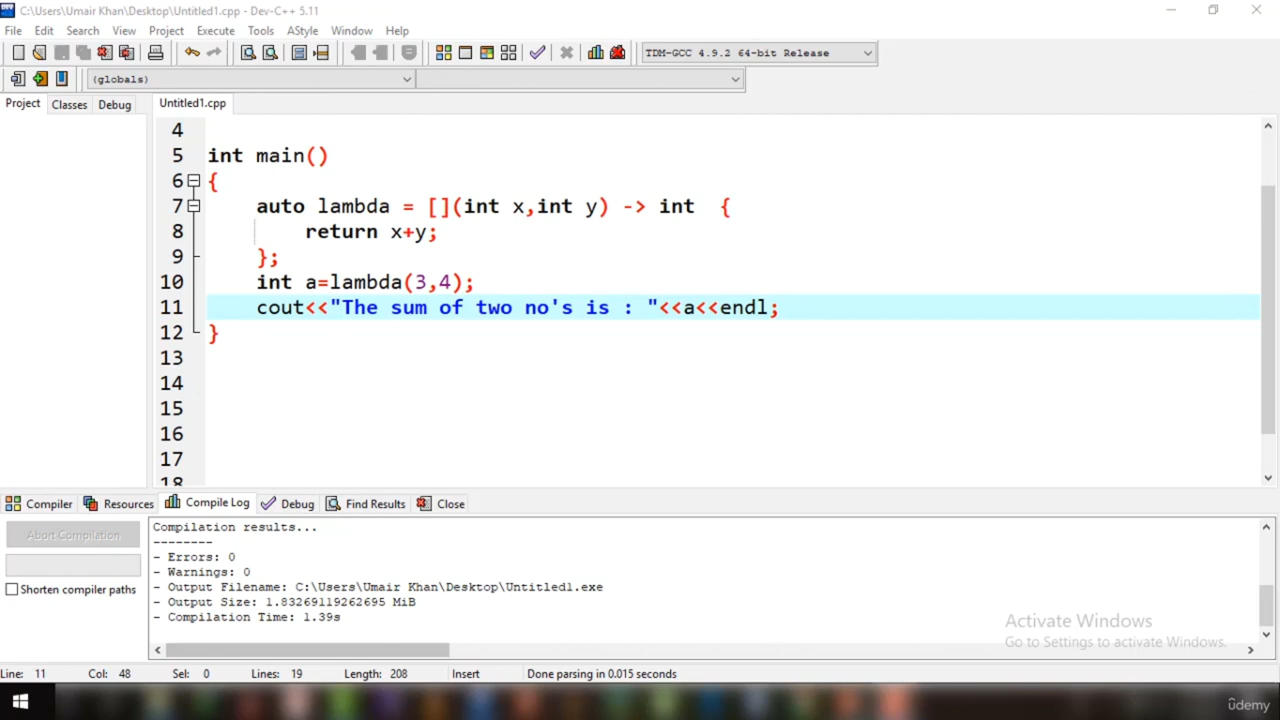 C:\Users\Umair Khan\Desktop\Untitled1.cpp - Dev-C++ 5.11
File Edit Search View Project Execute Tools AStyle Window Help
TDM-GCC 4.9.2 64-bit Release
(globals)
Project Classes Debug Untitled1.cpp
4
5 int main()
6 {
7 auto lambda = [](int x,int y) -> int  {
8 return x+y;
9 };
10 int a=lambda(3,4);
11 cout<<"The sum of two no's is : "<<a<<endl;
12 }
13
14
15
16
17
18
Compiler Resources Compile Log Debug Find Results Close
Abort Compilation
Shorten compiler paths
Compilation results...
--------
- Errors: 0
- Warnings: 0
- Output Filename: C:\Users\Umair Khan\Desktop\Untitled1.exe
- Output Size: 1.83269119262695 MiB
- Compilation Time: 1.39s
Activate Windows
Go to Settings to activate Windows.
Line: 11 Col: 48 Sel: 0 Lines: 19 Length: 208 Insert Done parsing in 0.015 seconds
ûdemy